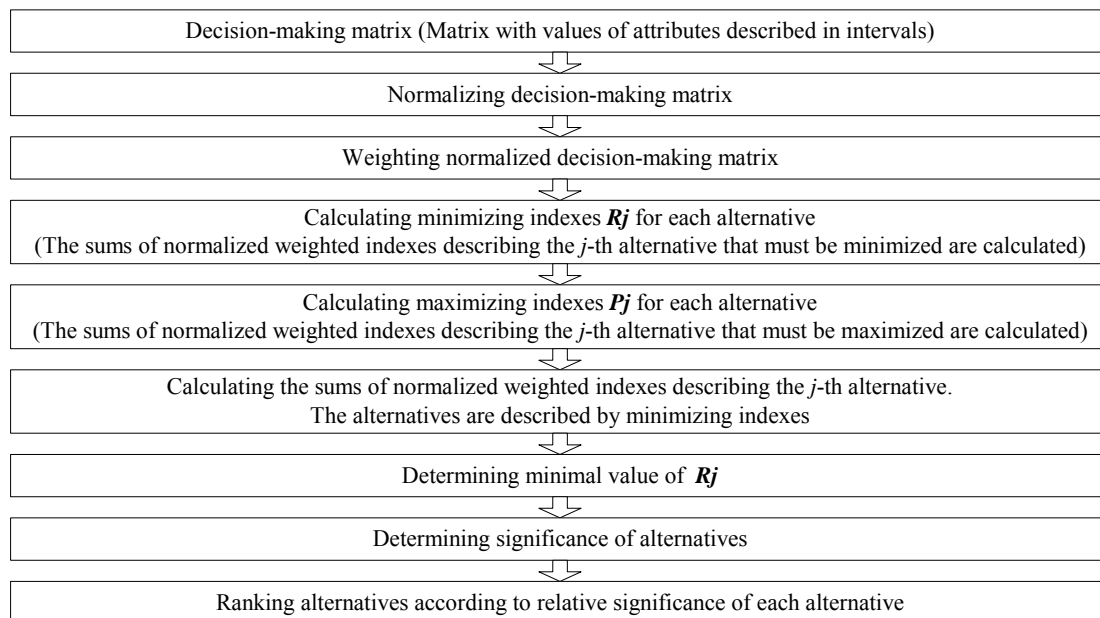 Decision-making matrix (Matrix with values of attributes described in intervals)
Normalizing decision-making matrix
Weighting normalized decision-making matrix
Calculating minimizing indexes Rj for each alternative
(The sums of normalized weighted indexes describing the j-th alternative that must be minimized are calculated)
Calculating maximizing indexes Pj for each alternative
(The sums of normalized weighted indexes describing the j-th alternative that must be maximized are calculated)
Calculating the sums of normalized weighted indexes describing the j-th alternative.
The alternatives are described by minimizing indexes
Determining minimal value of Rj
Determining significance of alternatives
Ranking alternatives according to relative significance of each alternative